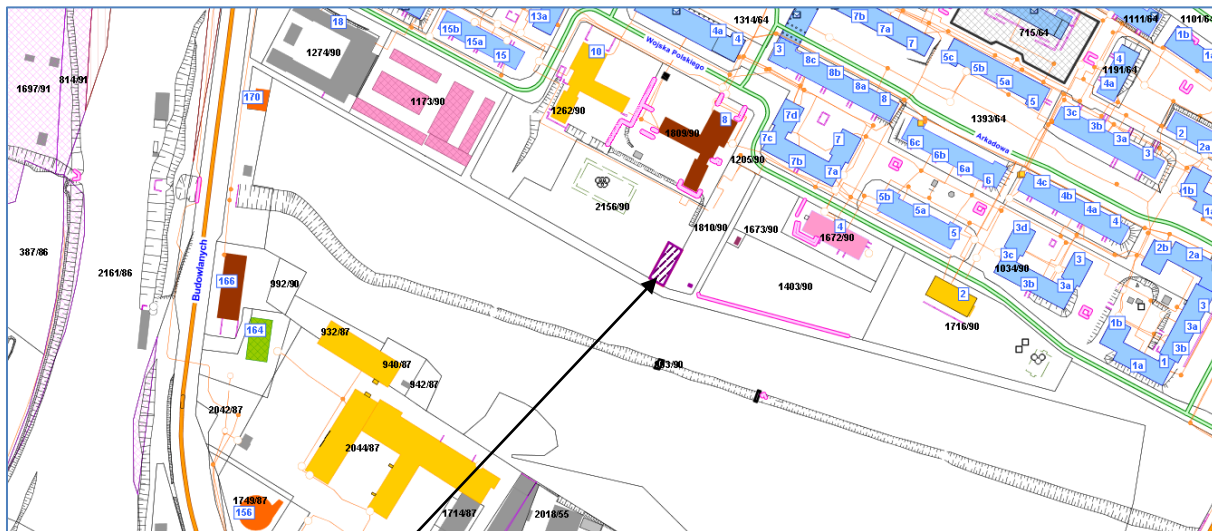 18
1274/90
15b
15a
15
13a
1314/64
4a
4
7b
7a
7
715/64
1111/64
1101/64
1b
1697/91
814/91
170
1173/90
10
1262/90
Wojska Polskiego
3
8c
8b
8a
8
5c
5b
5a
5
4
4a
1191/64
8
1809/90
7d
7c
7
7b
7a
1205/90
6c
6b
6a
6
1393/64
Arkadowa
3c
3b
3a
3
2
2a
1b
2156/90
1810/90
5b
5a
5
4c
4b
4a
4
387/86
2161/86
Budowlanych
1673/90
4
1672/90
3d
3c
1034/90
3
3b
3a
2b
2a
166
992/90
1403/90
2
1716/90
3
3a
3b
1b
1a
1
164
932/87
940/87
942/87
2042/87
2044/87
1749/87
156
1714/87
2018/55